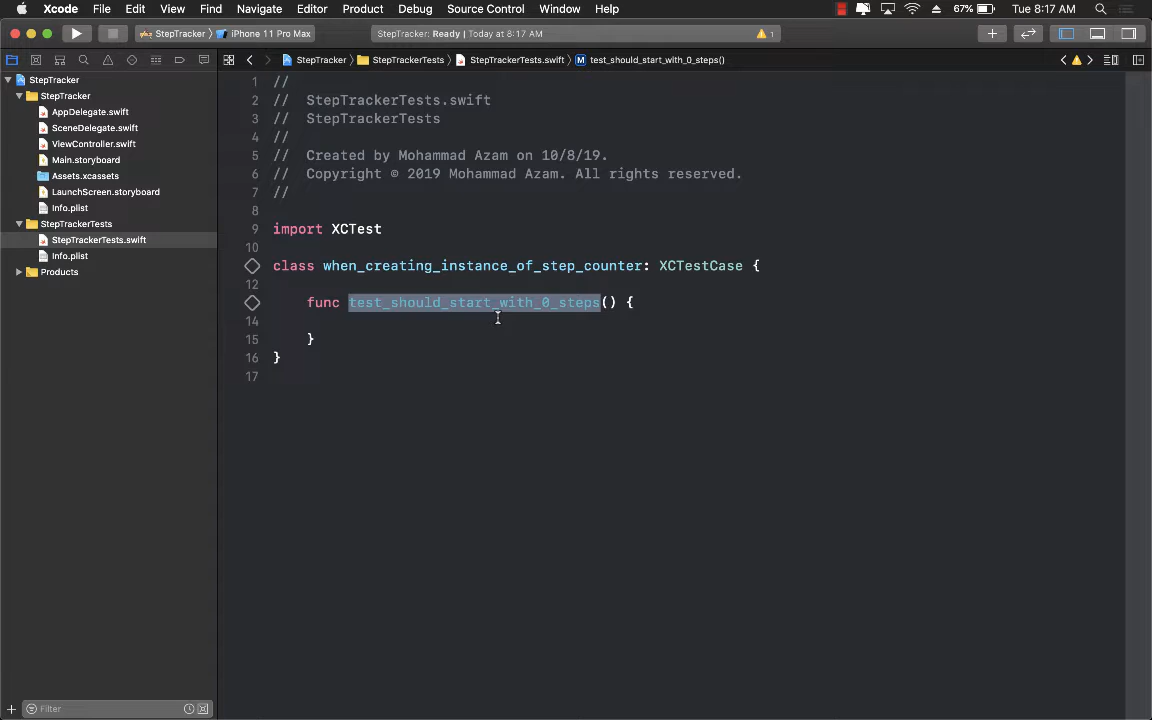 Xcode File Edit View Find Navigate Editor Product Debug Source Control Window Help 67% Tue 8:17 AM
StepTracker iPhone 11 Pro Max StepTracker: Ready | Today at 8:17 AM 1
StepTracker StepTrackerTests StepTrackerTests.swift M test_should_start_with_0_steps()
StepTracker
StepTracker
AppDelegate.swift
SceneDelegate.swift
ViewController.swift
Main.storyboard
Assets.xcassets
LaunchScreen.storyboard
Info.plist
StepTrackerTests
StepTrackerTests.swift
Info.plist
Products
Filter
1 //
2 // StepTrackerTests.swift
3 // StepTrackerTests
4 //
5 // Created by Mohammad Azam on 10/8/19.
6 // Copyright © 2019 Mohammad Azam. All rights reserved.
7 //
8
9 import XCTest
10
class when_creating_instance_of_step_counter: XCTestCase {
12
func test_should_start_with_0_steps() {
14
15 }
16 }
17